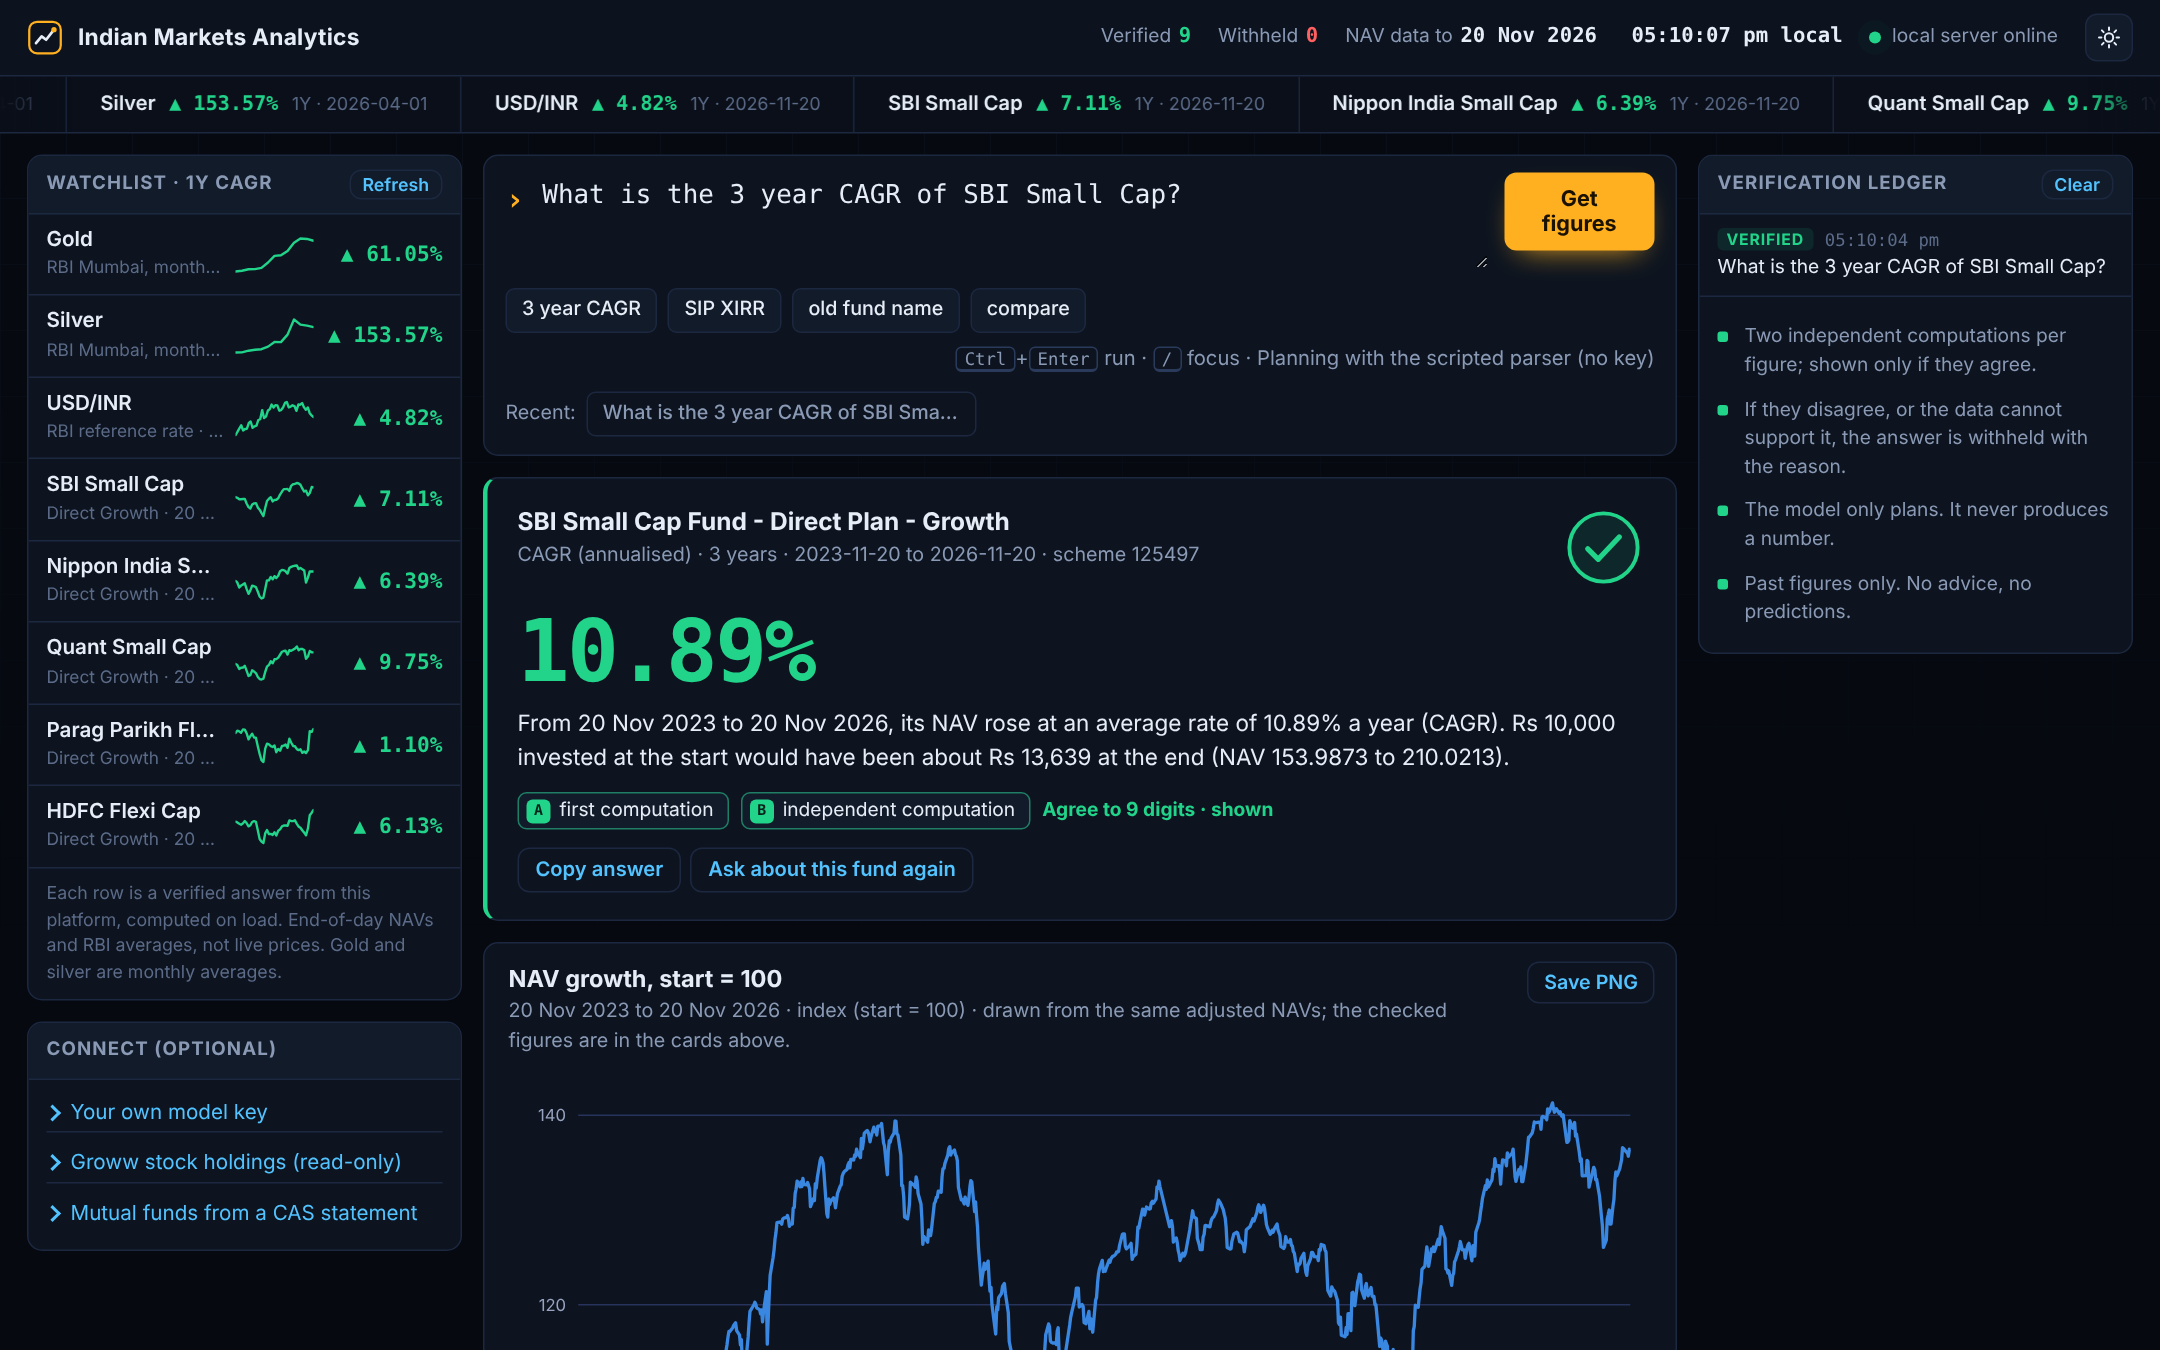 Indian Markets Analytics
Verified 9 Withheld 0 NAV data to 20 Nov 2026 05:10:07 pm local local server online
-01 Silver ▲ 153.57% 1Y · 2026-04-01 USD/INR ▲ 4.82% 1Y · 2026-11-20 SBI Small Cap ▲ 7.11% 1Y · 2026-11-20 Nippon India Small Cap ▲ 6.39% 1Y · 2026-11-20 Quant Small Cap ▲ 9.75% 1Y
WATCHLIST · 1Y CAGR Refresh
Gold
RBI Mumbai, month...
▲ 61.05%
Silver
RBI Mumbai, month...
▲ 153.57%
USD/INR
RBI reference rate · ...
▲ 4.82%
SBI Small Cap
Direct Growth · 20 ...
▲ 7.11%
Nippon India S...
Direct Growth · 20 ...
▲ 6.39%
Quant Small Cap
Direct Growth · 20 ...
▲ 9.75%
Parag Parikh Fl...
Direct Growth · 20 ...
▲ 1.10%
HDFC Flexi Cap
Direct Growth · 20 ...
▲ 6.13%
Each row is a verified answer from this
platform, computed on load. End-of-day NAVs
and RBI averages, not live prices. Gold and
silver are monthly averages.
CONNECT (OPTIONAL)
Your own model key
Groww stock holdings (read-only)
Mutual funds from a CAS statement
› What is the 3 year CAGR of SBI Small Cap?
Get
figures
3 year CAGR SIP XIRR old fund name compare
Ctrl+Enter run · / focus · Planning with the scripted parser (no key)
Recent: What is the 3 year CAGR of SBI Sma...
SBI Small Cap Fund - Direct Plan - Growth
CAGR (annualised) · 3 years · 2023-11-20 to 2026-11-20 · scheme 125497
10.89%
From 20 Nov 2023 to 20 Nov 2026, its NAV rose at an average rate of 10.89% a year (CAGR). Rs 10,000
invested at the start would have been about Rs 13,639 at the end (NAV 153.9873 to 210.0213).
A first computation B independent computation Agree to 9 digits · shown
Copy answer Ask about this fund again
NAV growth, start = 100
Save PNG
20 Nov 2023 to 20 Nov 2026 · index (start = 100) · drawn from the same adjusted NAVs; the checked
figures are in the cards above.
140
120
VERIFICATION LEDGER Clear
VERIFIED 05:10:04 pm
What is the 3 year CAGR of SBI Small Cap?
Two independent computations per
figure; shown only if they agree.
If they disagree, or the data cannot
support it, the answer is withheld with
the reason.
The model only plans. It never produces
a number.
Past figures only. No advice, no
predictions.